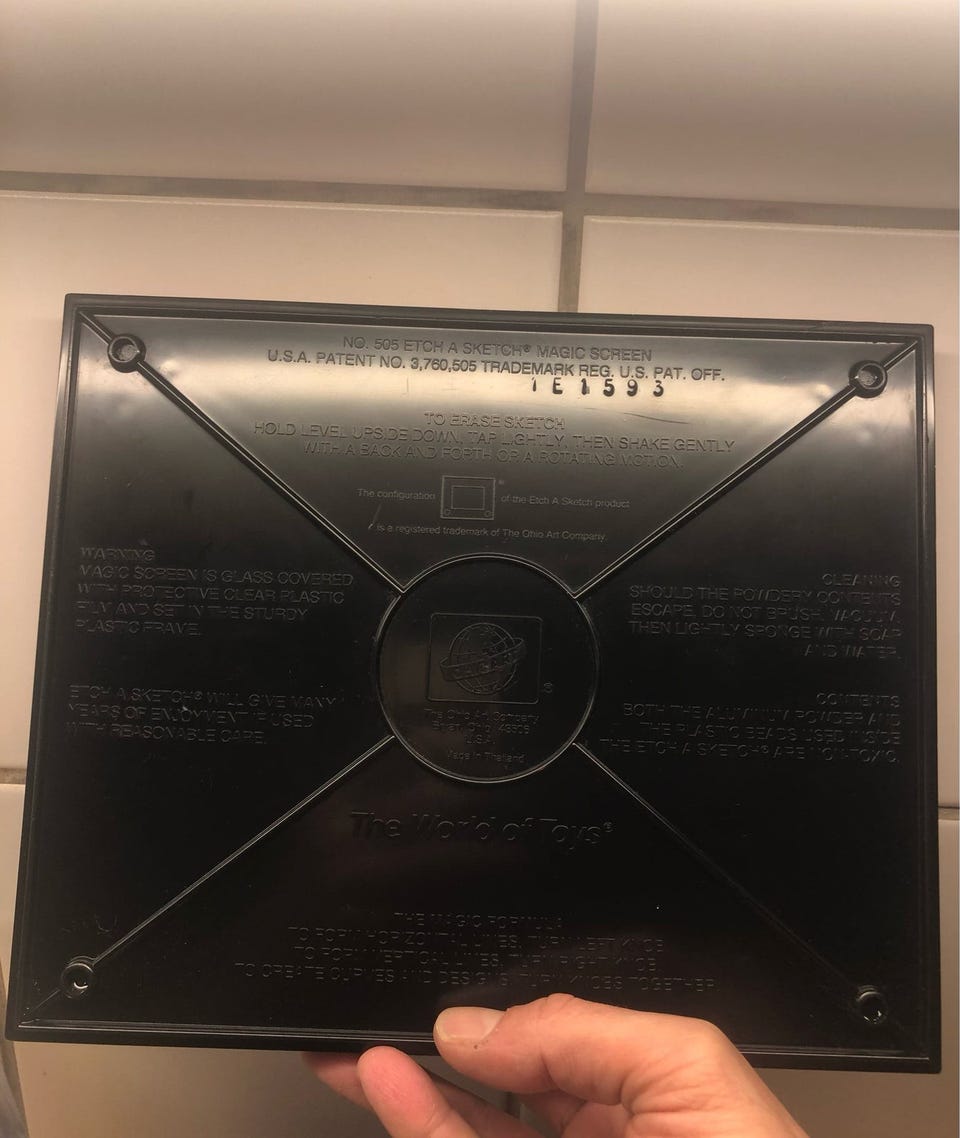 NO. 505 ETCH A SKETCH® MAGIC SCREEN
U.S.A. PATENT NO. 3,760,505 TRADEMARK REG. U.S. PAT. OFF.
1E1593
TO ERASE SKETCH
HOLD LEVEL UPSIDE DOWN, TAP LIGHTLY, THEN SHAKE GENTLY
WITH A BACK AND FORTH OR A ROTATING MOTION.
The configuration ® of the Etch A Sketch product
is a registered trademark of The Ohio Art Company.
WARNING
MAGIC SCREEN IS GLASS COVERED
WITH PROTECTIVE CLEAR PLASTIC
FILM AND SET IN THE STURDY
PLASTIC FRAME.
ETCH A SKETCH® WILL GIVE MANY
YEARS OF ENJOYMENT IF USED
WITH REASONABLE CARE.
CLEANING
SHOULD THE POWDERY CONTENTS
ESCAPE, DO NOT BRUSH. VACUUM,
THEN LIGHTLY SPONGE WITH SOAP
AND WATER.
CONTENTS
BOTH THE ALUMINUM POWDER AND
THE PLASTIC BEADS USED INSIDE
THE ETCH A SKETCH® ARE NON-TOXIC.
OHIO ART
®
The Ohio Art Company
43506
U.S.A.
Made in Thailand
The World of Toys®
THE MAGIC FORMULA
TO FORM HORIZONTAL LINES, TURN LEFT KNOB
TO FORM VERTICAL LINES, TURN RIGHT KNOB
TO CREATE CURVES AND DESIGNS, TURN KNOBS TOGETHER.